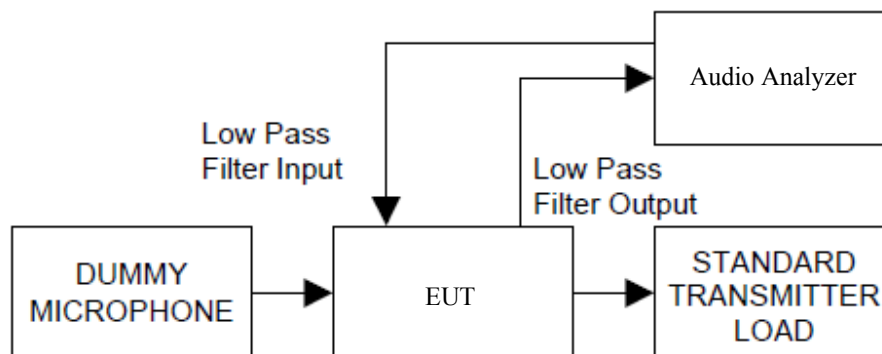 Audio Analyzer
Low Pass
Filter Input
Low Pass
Filter Output
DUMMY
MICROPHONE
EUT
STANDARD
TRANSMITTER
LOAD